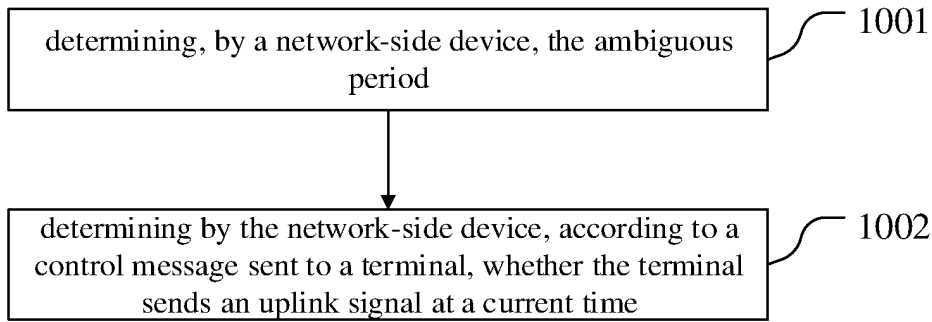 determining, by a network-side device, the ambiguous
period
1001
determining by the network-side device, according to a
control message sent to a terminal, whether the terminal
sends an uplink signal at a current time
1002